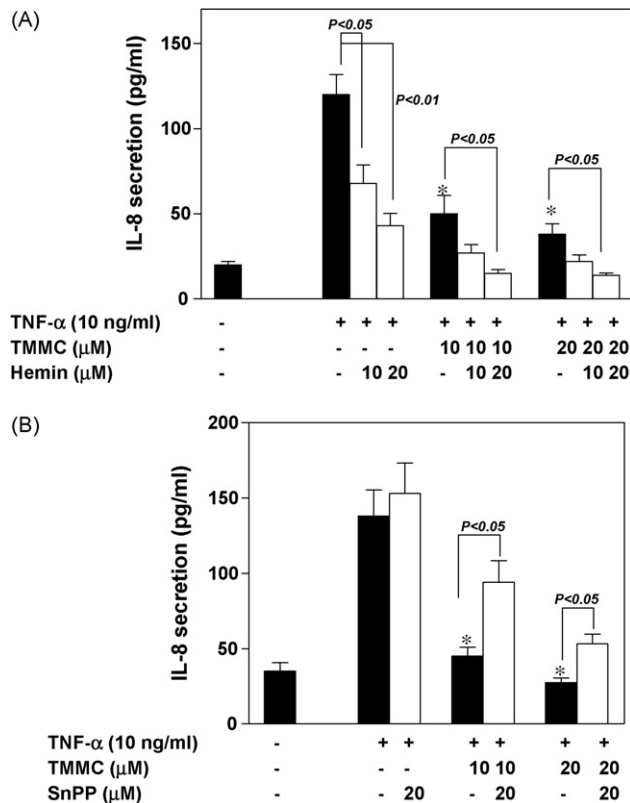 (A)
IL-8 secretion (pg/ml)
150
100
50
0
P<0.05
P<0.01
P<0.05
P<0.05
*
*
TNF-α (10 ng/ml) - + + + + + + + + +
TMMC (μM) - - - - 10 10 10 20 20 20
Hemin (μM) - - 10 20 - 10 20 - 10 20
(B)
IL-8 secretion (pg/ml)
200
150
100
50
0
P<0.05
P<0.05
*
*
TNF-α (10 ng/ml) - + + + + + +
TMMC (μM) - - - 10 10 20 20
SnPP (μM) - - 20 - 20 - 20